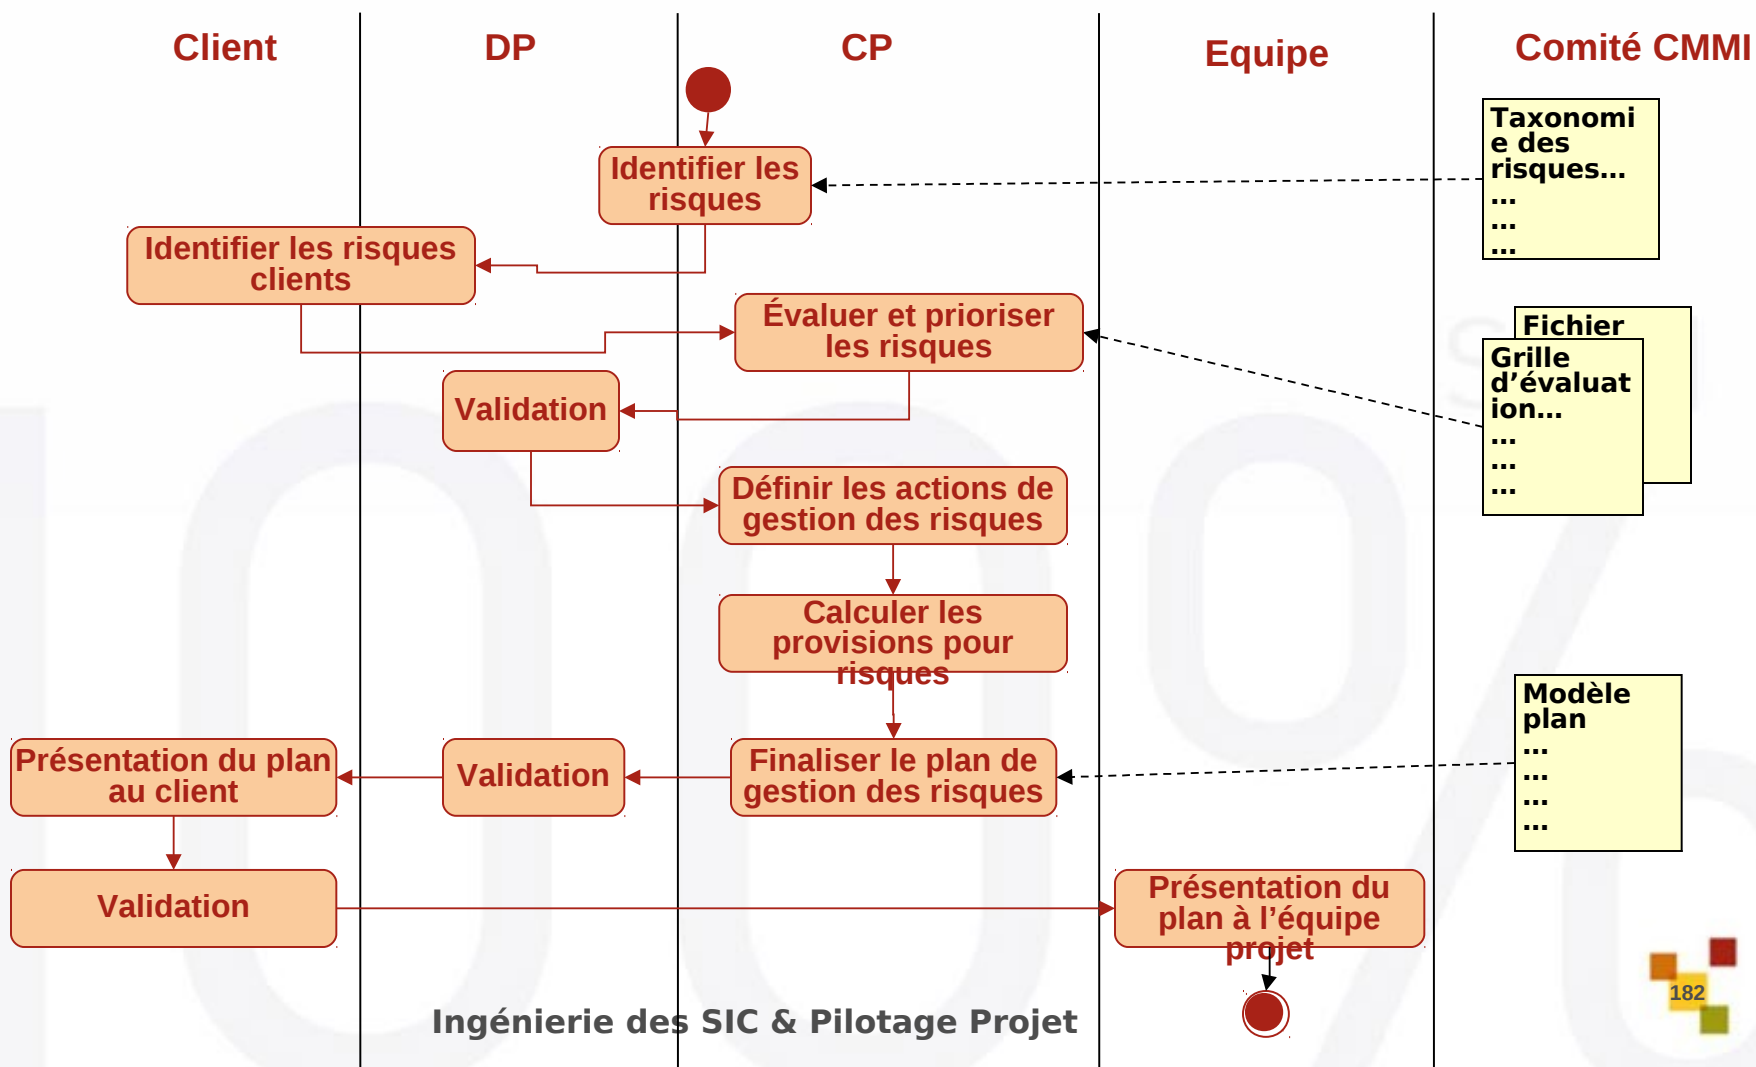 Client
DP
CP
Equipe
Comité CMMI
Taxonomi
e des
risques...
...
...
...
Identifier les
risques
Identifier les risques
clients
Évaluer et prioriser
les risques
Fichier
Grille
d’évaluat
ion...
...
...
...
Validation
Définir les actions de
gestion des risques
Calculer les
provisions pour
risques
Modèle
plan
...
...
...
...
Présentation du plan
au client
Validation
Finaliser le plan de
gestion des risques
Validation
Présentation du
plan à l’équipe
projet
182
Ingénierie des SIC & Pilotage Projet